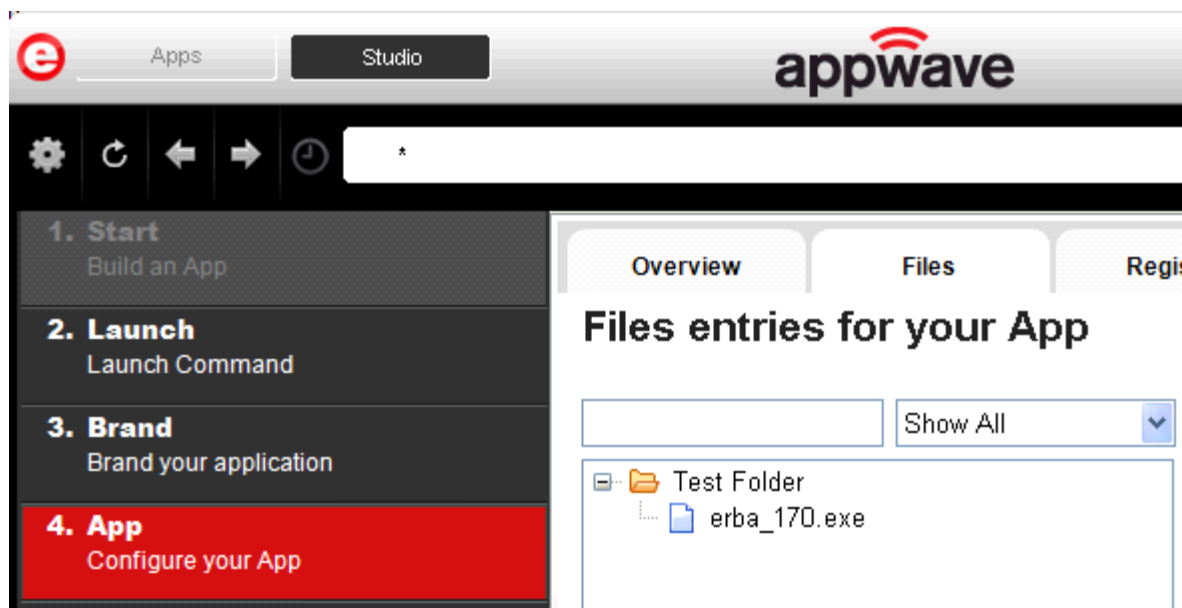 e Apps Studio appwave
*
1. Start
Build an App
2. Launch
Launch Command
3. Brand
Brand your application
4. App
Configure your App
Overview Files Regis
Files entries for your App
Show All
Test Folder
erba_170.exe